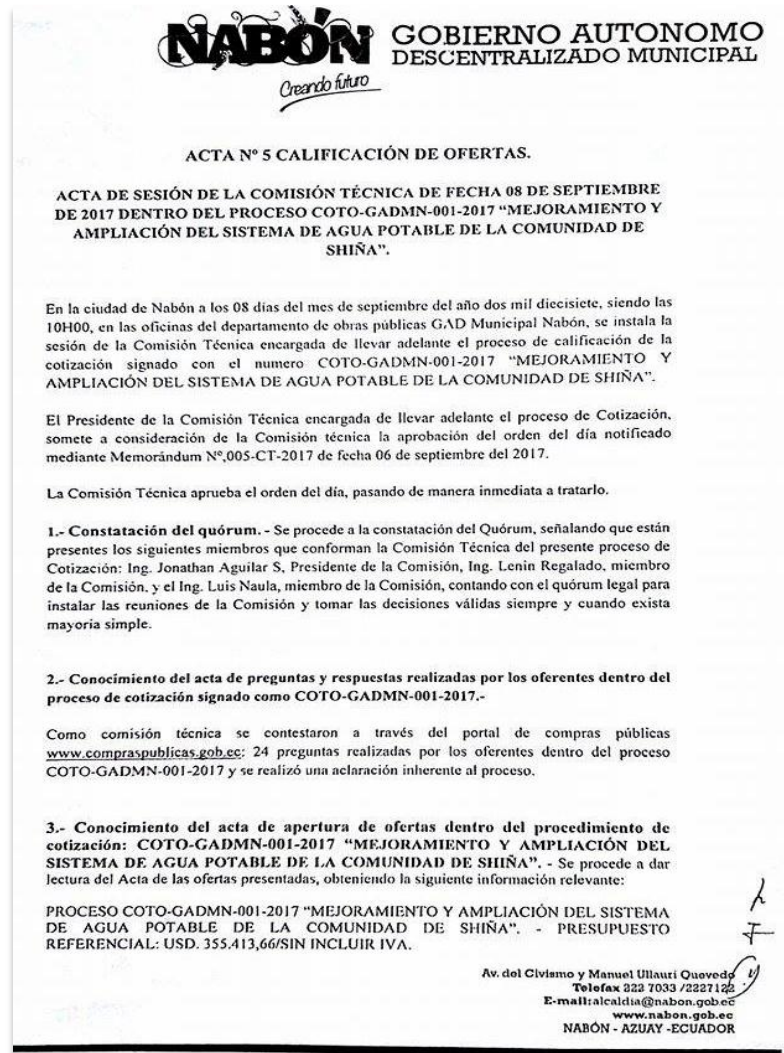 NABÓN GOBIERNO AUTONOMO
DESCENTRALIZADO MUNICIPAL
Creando futuro
ACTA Nº 5 CALIFICACIÓN DE OFERTAS.
ACTA DE SESIÓN DE LA COMISIÓN TÉCNICA DE FECHA 08 DE SEPTIEMBRE
DE 2017 DENTRO DEL PROCESO COTO-GADMN-001-2017 “MEJORAMIENTO Y
AMPLIACIÓN DEL SISTEMA DE AGUA POTABLE DE LA COMUNIDAD DE
SHIÑA”.
En la ciudad de Nabón a los 08 días del mes de septiembre del año dos mil diecisiete, siendo las
10H00, en las oficinas del departamento de obras públicas GAD Municipal Nabón, se instala la
sesión de la Comisión Técnica encargada de llevar adelante el proceso de calificación de la
cotización signado con el numero COTO-GADMN-001-2017 “MEJORAMIENTO Y
AMPLIACIÓN DEL SISTEMA DE AGUA POTABLE DE LA COMUNIDAD DE SHIÑA”.
El Presidente de la Comisión Técnica encargada de llevar adelante el proceso de Cotización,
somete a consideración de la Comisión técnica la aprobación del orden del día notificado
mediante Memorándum Nº,005-CT-2017 de fecha 06 de septiembre del 2017.
La Comisión Técnica aprueba el orden del día, pasando de manera inmediata a tratarlo.
1.- Constatación del quórum. - Se procede a la constatación del Quórum, señalando que están
presentes los siguientes miembros que conforman la Comisión Técnica del presente proceso de
Cotización: Ing. Jonathan Aguilar S, Presidente de la Comisión, Ing. Lenin Regalado, miembro
de la Comisión, y el Ing. Luis Naula, miembro de la Comisión, contando con el quórum legal para
instalar las reuniones de la Comisión y tomar las decisiones válidas siempre y cuando exista
mayoría simple.
2.- Conocimiento del acta de preguntas y respuestas realizadas por los oferentes dentro del
proceso de cotización signado como COTO-GADMN-001-2017.-
Como comisión técnica se contestaron a través del portal de compras públicas
www.compraspublicas.gob.ec: 24 preguntas realizadas por los oferentes dentro del proceso
COTO-GADMN-001-2017 y se realizó una aclaración inherente al proceso.
3.- Conocimiento del acta de apertura de ofertas dentro del procedimiento de
cotización: COTO-GADMN-001-2017 “MEJORAMIENTO Y AMPLIACIÓN DEL
SISTEMA DE AGUA POTABLE DE LA COMUNIDAD DE SHIÑA”. - Se procede a dar
lectura del Acta de las ofertas presentadas, obteniendo la siguiente información relevante:
PROCESO COTO-GADMN-001-2017 “MEJORAMIENTO Y AMPLIACIÓN DEL SISTEMA
DE AGUA POTABLE DE LA COMUNIDAD DE SHIÑA”. - PRESUPUESTO
REFERENCIAL: USD. 355.413,66/SIN INCLUIR IVA.
Av. del Civismo y Manuel Ullauri Quevedo
Telefax 222 7033 /2227122
E-mail:alcaldia@nabon.gob.ec
www.nabon.gob.ec
NABÓN - AZUAY -ECUADOR